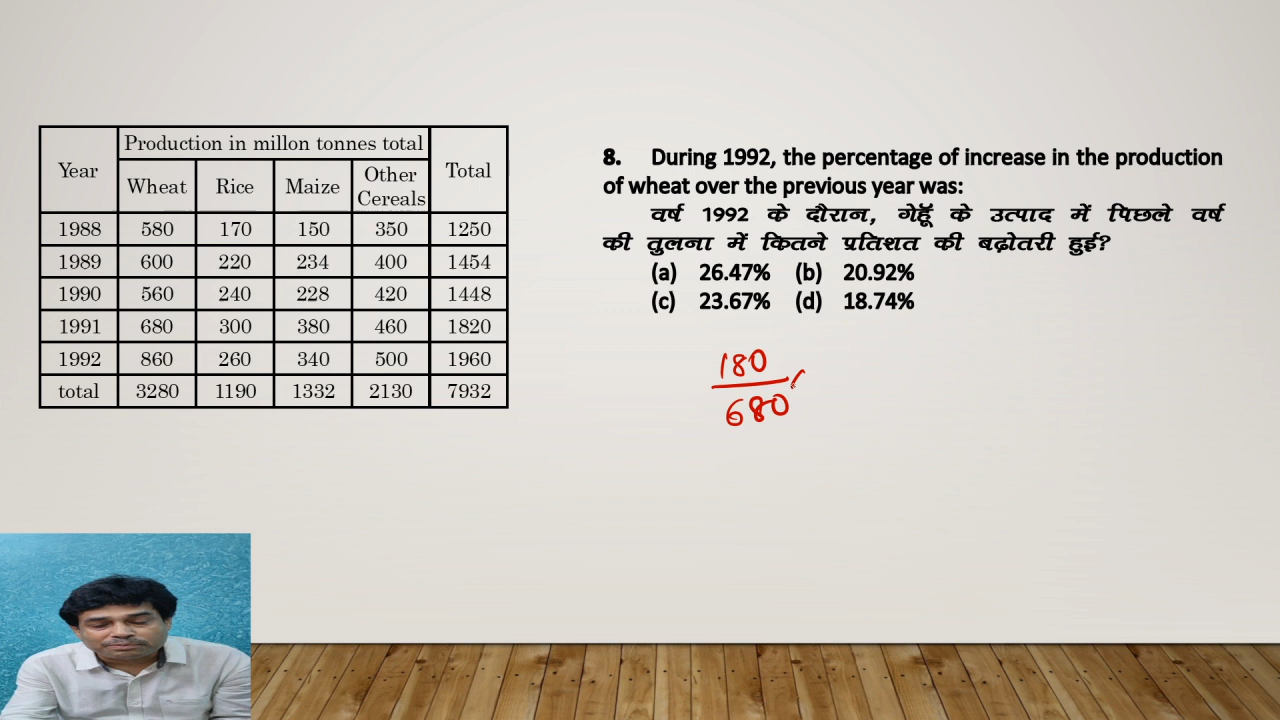 Year Production in millon tonnes total Total
Wheat Rice Maize Other Cereals
1988 580 170 150 350 1250
1989 600 220 234 400 1454
1990 560 240 228 420 1448
1991 680 300 380 460 1820
1992 860 260 340 500 1960
total 3280 1190 1332 2130 7932
8. During 1992, the percentage of increase in the production
of wheat over the previous year was:
वर्ष 1992 के दौरान, गेहूँ के उत्पाद में पिछले वर्ष
की तुलना में कितने प्रतिशत की बढ़ोतरी हुई?
(a) 26.47% (b) 20.92%
(c) 23.67% (d) 18.74%
180
680